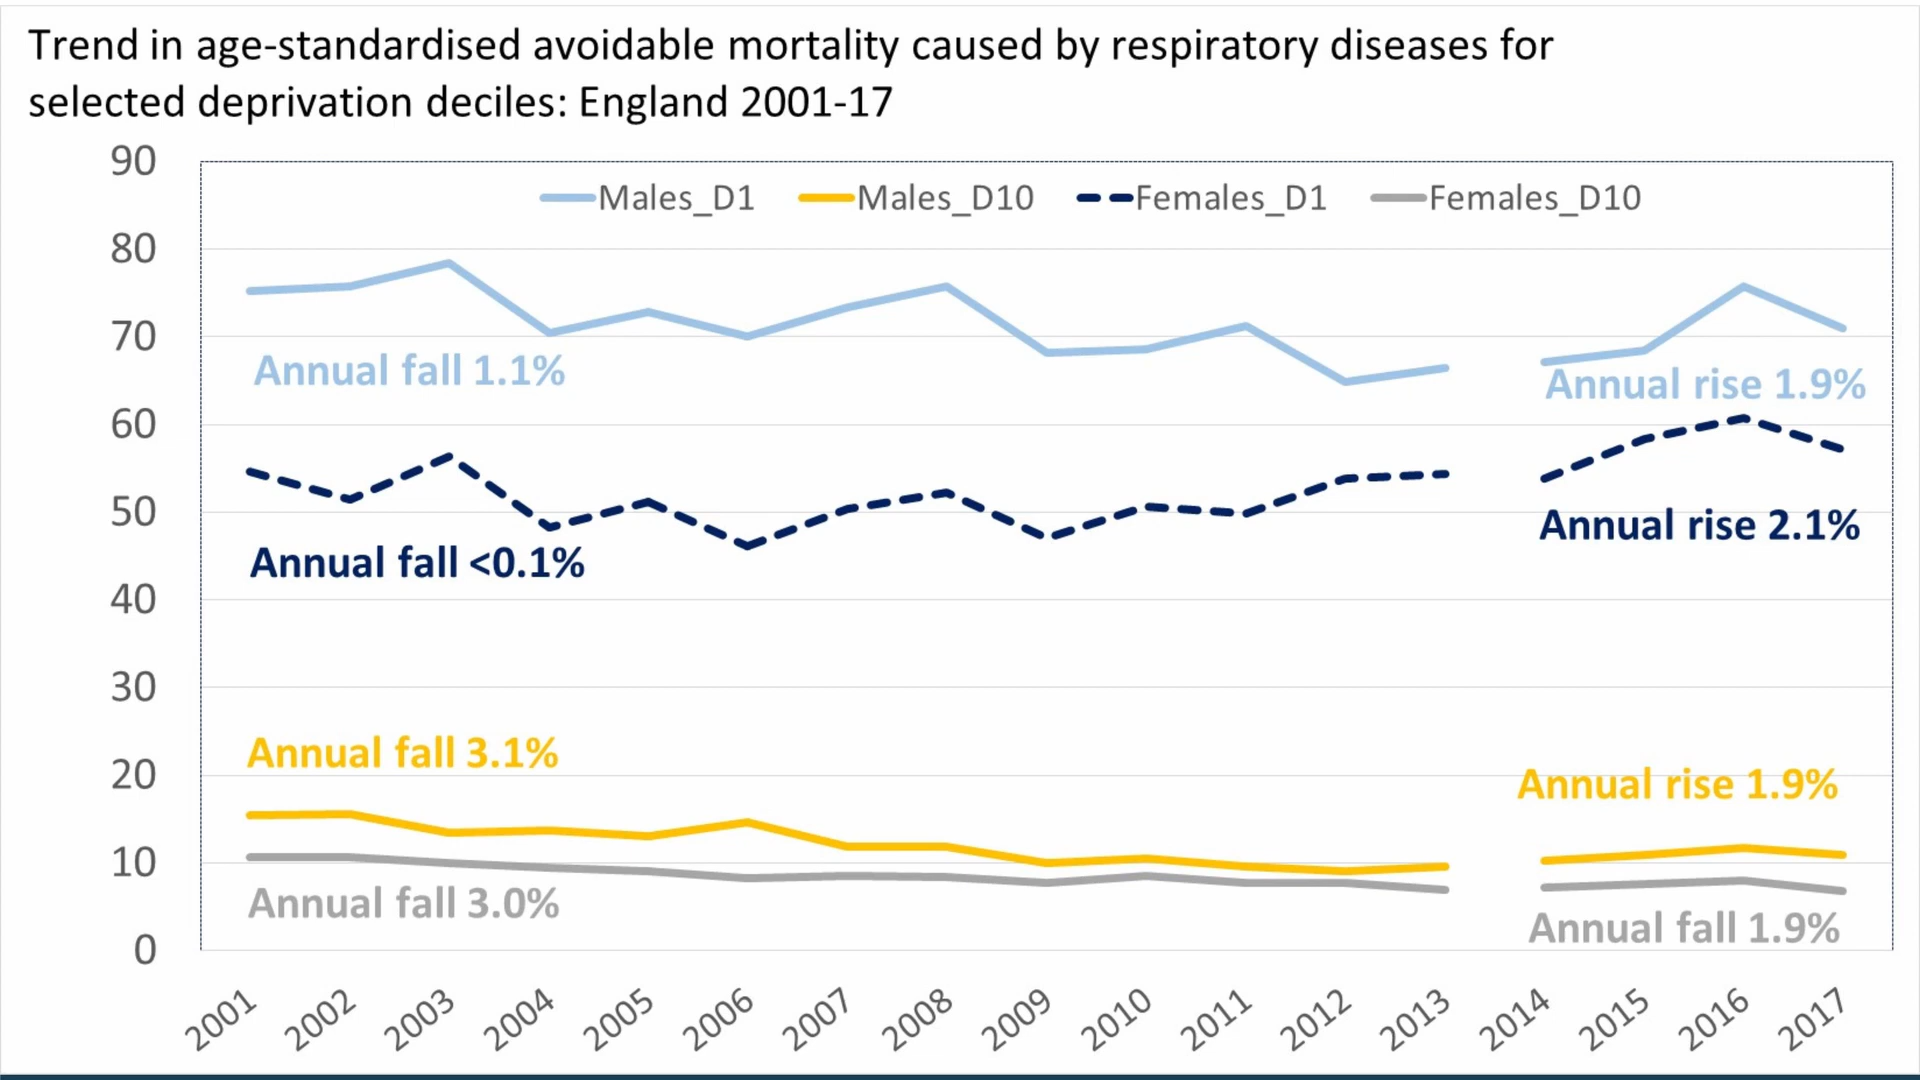 Trend in age-standardised avoidable mortality caused by respiratory diseases for
selected deprivation deciles: England 2001-17
90
Males_D1 Males_D10 Females_D1 Females_D10
80
70
Annual fall 1.1%
Annual rise 1.9%
60
50
Annual rise 2.1%
Annual fall <0.1%
40
30
Annual fall 3.1%
20
Annual rise 1.9%
10
Annual fall 3.0%
Annual fall 1.9%
0
2001 2002 2003 2004 2005 2006 2007 2008 2009 2010 2011 2012 2013 2014 2015 2016 2017